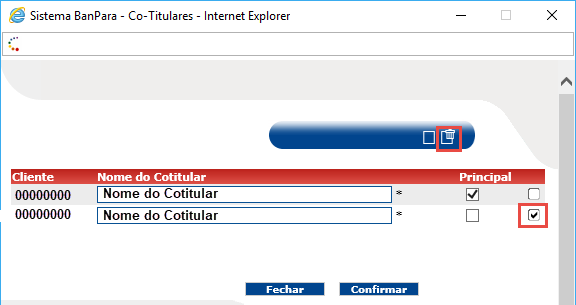 Sistema BanPara - Co-Titulares - Internet Explorer
Cliente Nome do Cotitular Principal
00000000 Nome do Cotitular *
00000000 Nome do Cotitular *
Fechar Confirmar